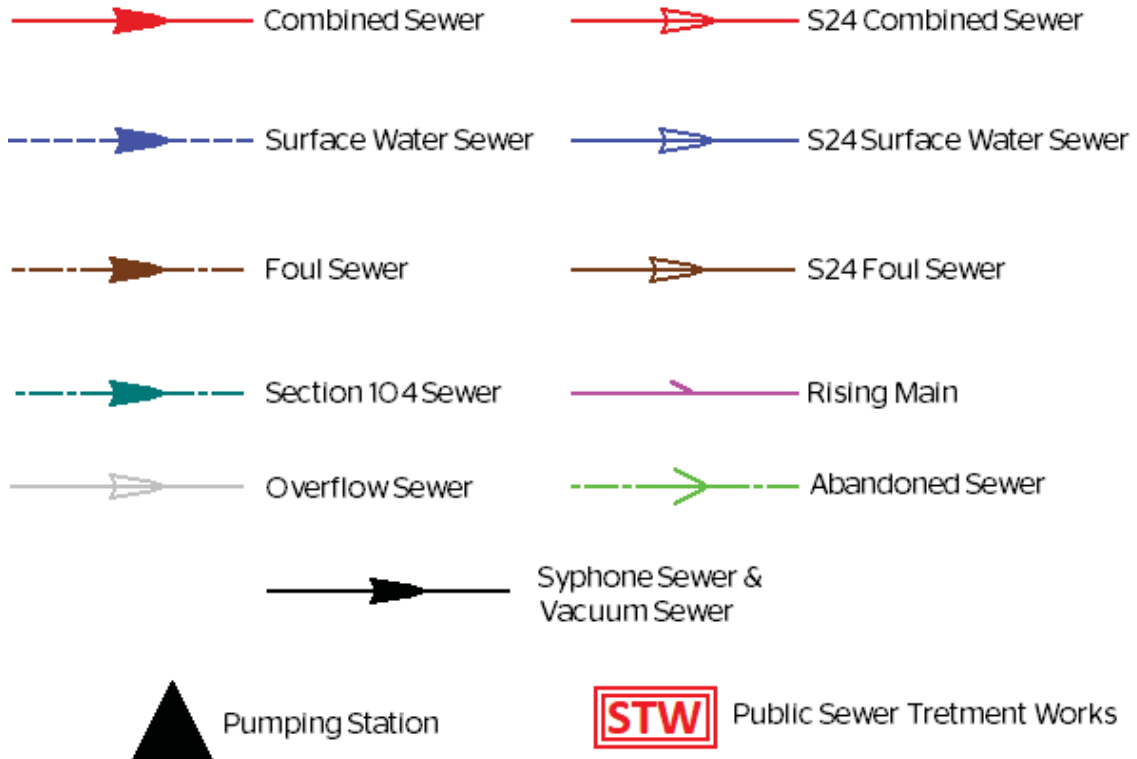 Combined Sewer
S24 Combined Sewer
Surface Water Sewer
S24 Surface Water Sewer
Foul Sewer
S24 Foul Sewer
Section 104 Sewer
Rising Main
Overflow Sewer
Abandoned Sewer
Syphone Sewer &
Vacuum Sewer
Pumping Station
STW
Public Sewer Tretment Works